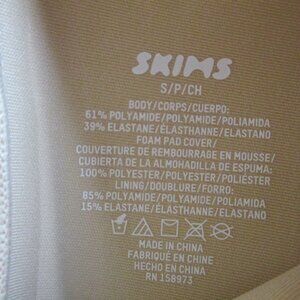 SKIMS
S/P/CH
BODY/CORPS/CUERPO:
61% POLYAMIDE/POLYAMIDE/POLIAMIDA
39% ELASTANE/ÉLASTHANNE/ELASTANO
FOAM PAD COVER/
COUVERTURE DE REMBOURRAGE EN MOUSSE/
CUBIERTA DE LA ALMOHADILLA DE ESPUMA:
100% POLYESTER/POLYESTER/POLIÉSTER
LINING/DOUBLURE/FORRO:
85% POLYAMIDE/POLYAMIDE/POLIAMIDA
15% ELASTANE/ÉLASTHANNE/ELASTANO
MADE IN CHINA
FABRIQUÉ EN CHINE
HECHO EN CHINA
RN 158973